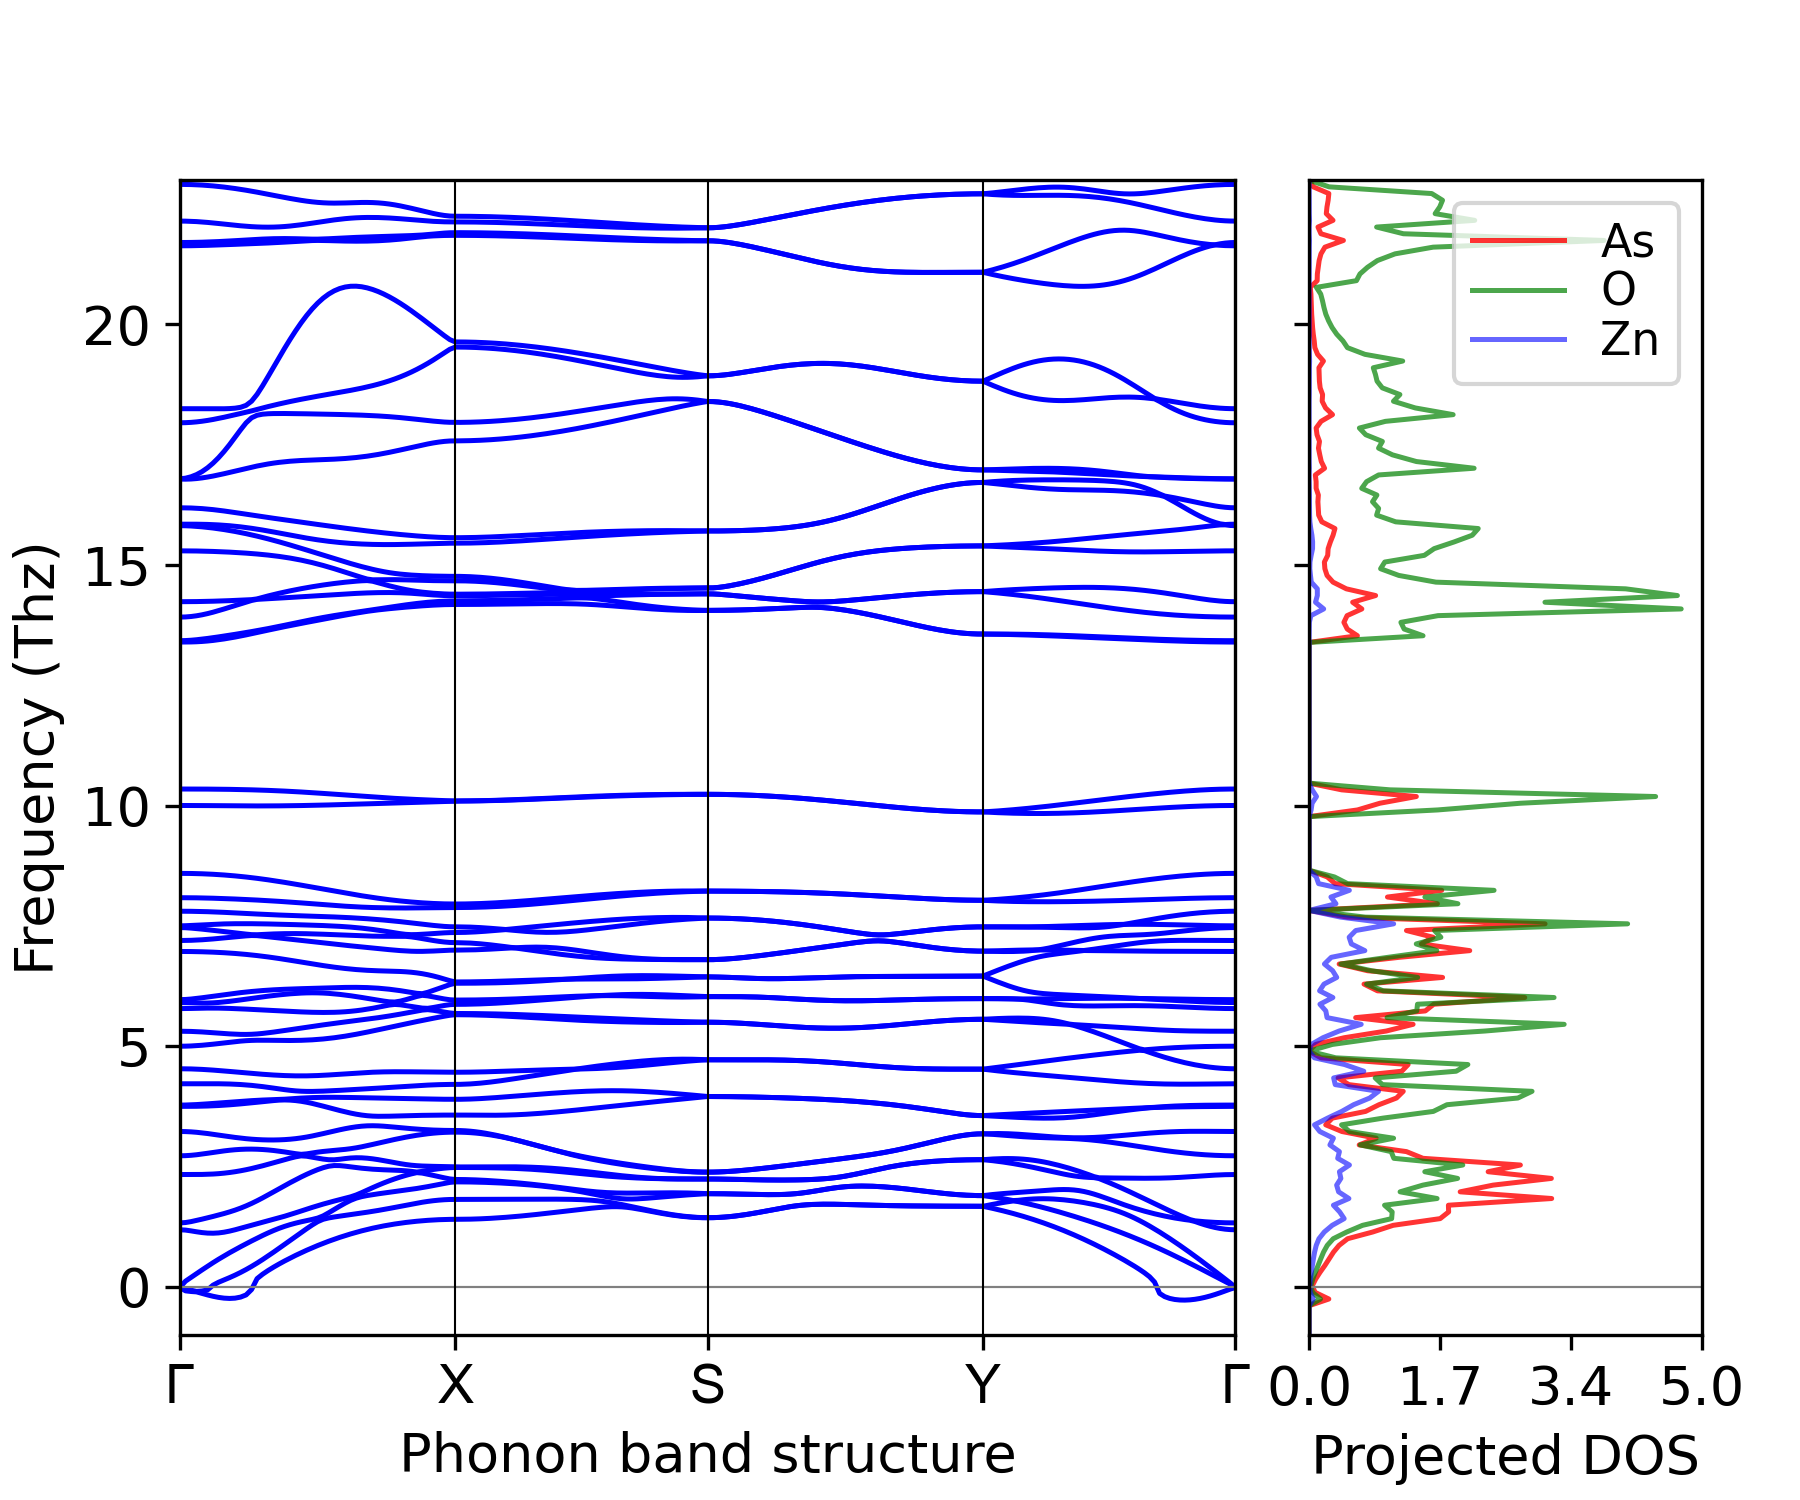 Frequency (Thz)
20
15
10
5
0
Γ X S Y Γ
Phonon band structure
As
O
Zn
0.0 1.7 3.4 5.0
Projected DOS